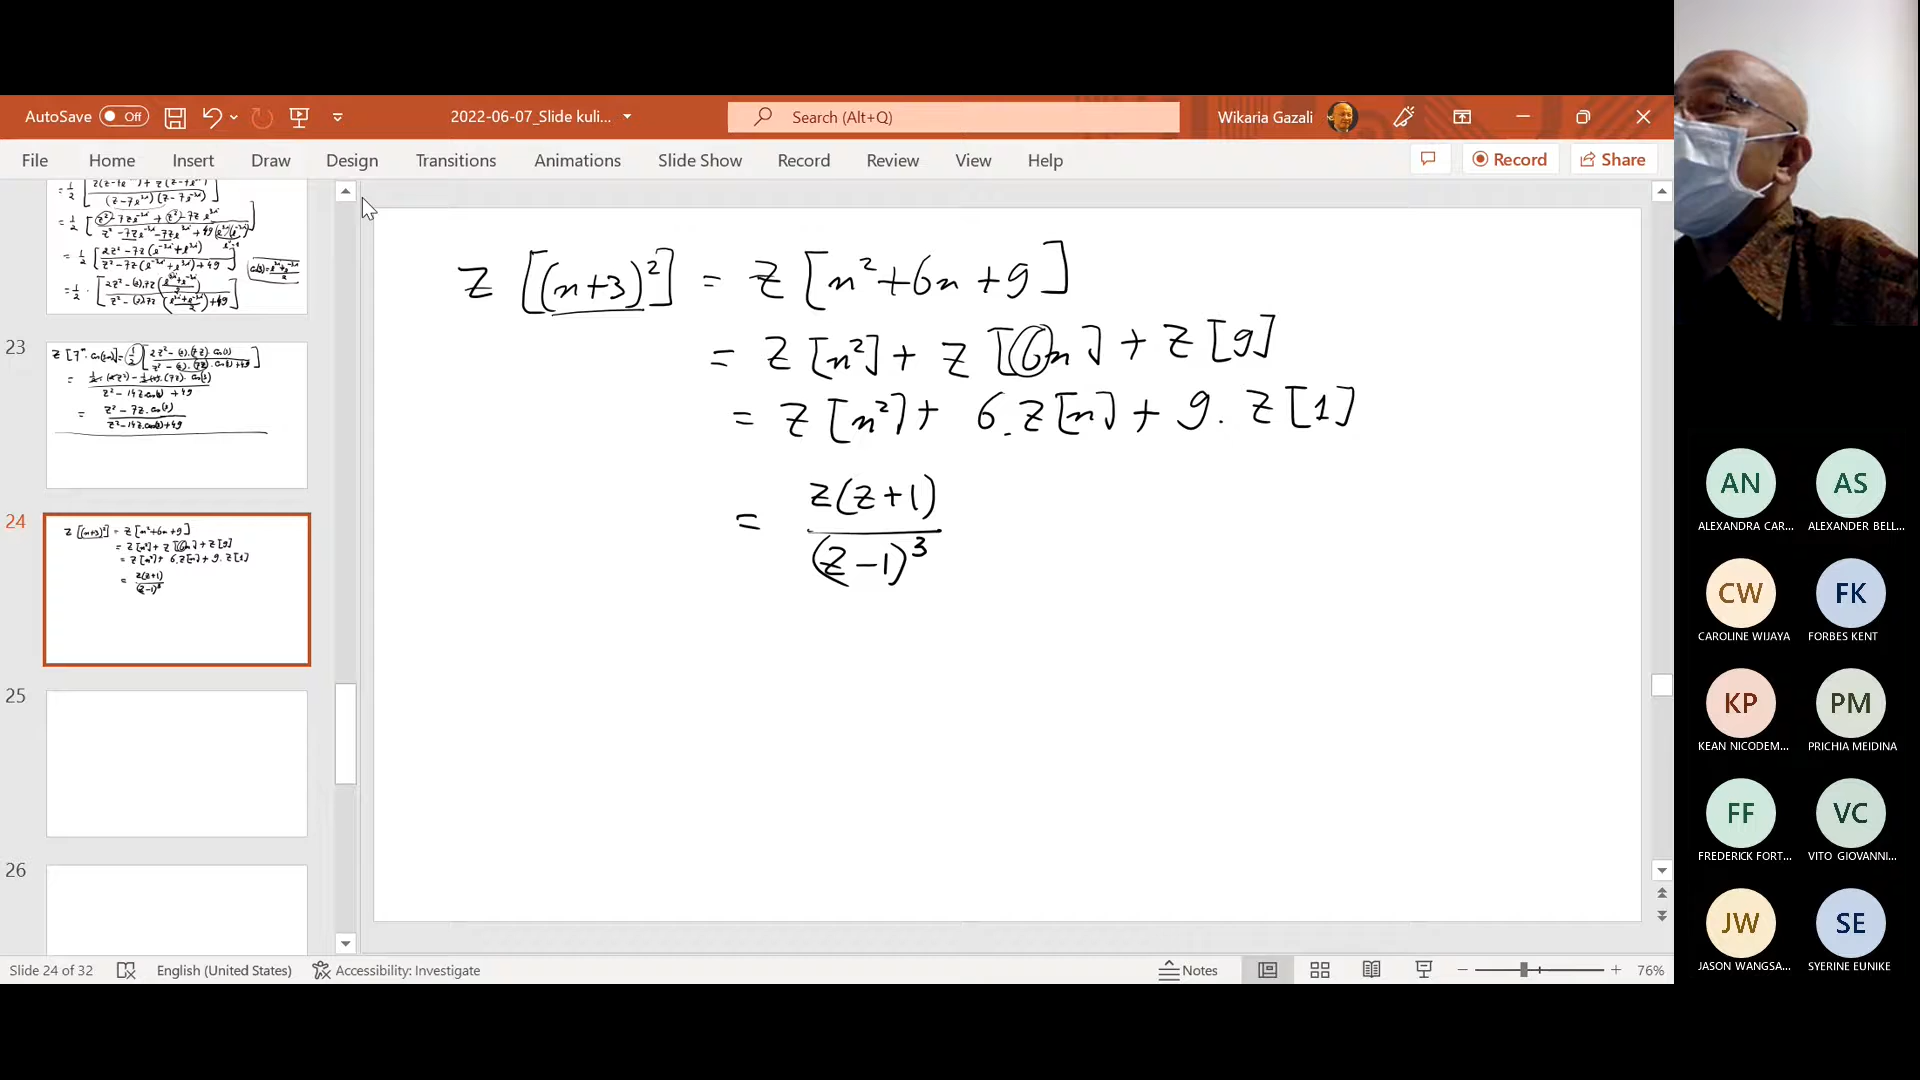 AutoSave Off 2022-06-07_Slide kuli... Search (Alt+Q) Wikaria Gazali
File Home Insert Draw Design Transitions Animations Slide Show Record Review View Help Record Share
23
24
25
26
z [(n+3)²] = z [n²+6n+9]
= z [n²] + z [6n] + z [9]
= z [n²] + 6.z[n] + 9. z [1]
= z(z+1)
(z-1)³
AN AS
ALEXANDRA CAR... ALEXANDER BELL...
CW FK
CAROLINE WIJAYA FORBES KENT
KP PM
KEAN NICODEM... PRICHIA MEIDINA
FF VC
FREDERICK FORT... VITO GIOVANNI...
JW SE
JASON WANGSA... SYERINE EUNIKE
Slide 24 of 32 English (United States) Accessibility: Investigate Notes 76%